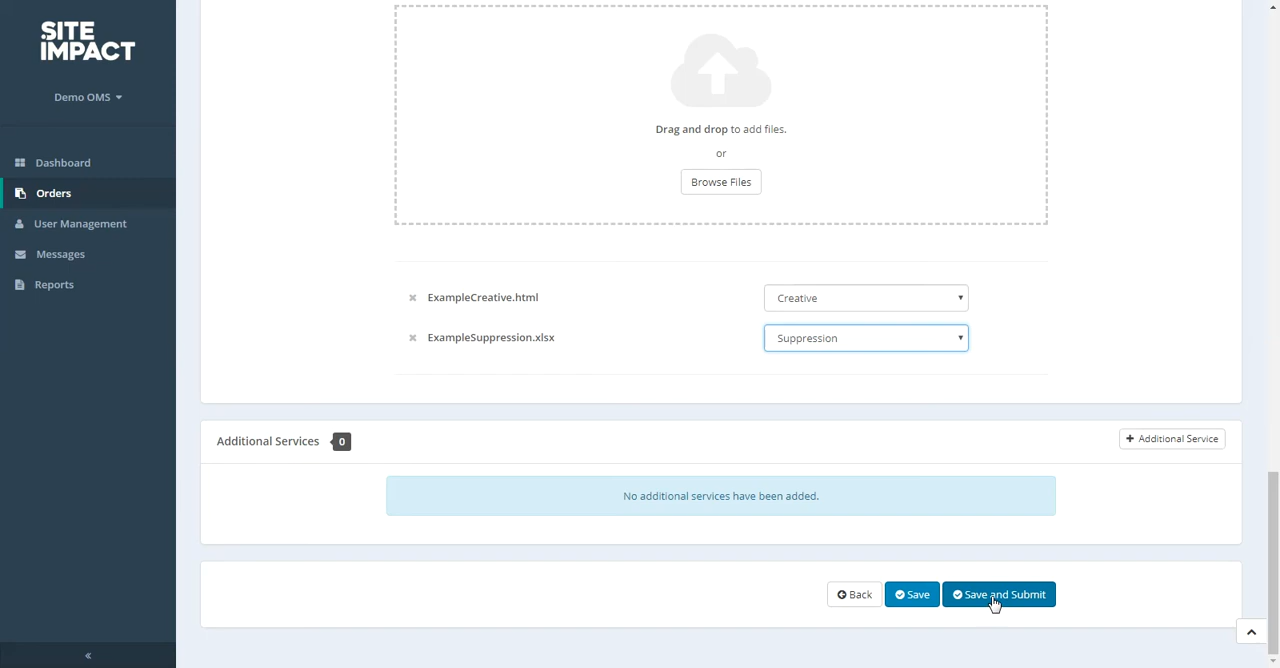 SITE
IMPACT
Demo OMS
Dashboard
Orders
User Management
Messages
Reports
Drag and drop to add files.
or
Browse Files
ExampleCreative.html
Creative
ExampleSuppression.xlsx
Suppression
Additional Services 0
Additional Service
No additional services have been added.
Back
Save
Save and Submit